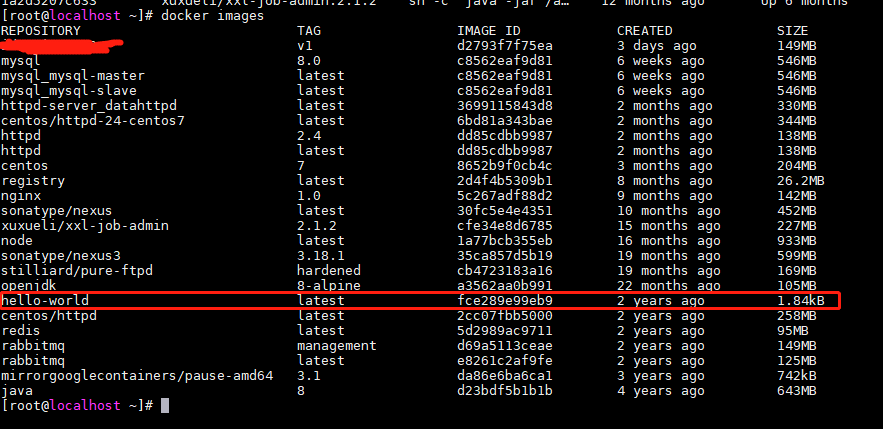 xuxueli/xxl-job-admin:2.1.2 "sh -c 'java -jar /a… 12 months ago Up 6 months
[root@localhost ~]# docker images
REPOSITORY TAG IMAGE ID CREATED SIZE
v1 d2793f7f75ea 3 days ago 149MB
mysql 8.0 c8562eaf9d81 6 weeks ago 546MB
mysql_mysql-master latest c8562eaf9d81 6 weeks ago 546MB
mysql_mysql-slave latest c8562eaf9d81 6 weeks ago 546MB
httpd-server_datahttpd latest 3699115843d8 2 months ago 330MB
centos/httpd-24-centos7 latest 6bd81a343bae 2 months ago 344MB
httpd 2.4 dd85cdbb9987 2 months ago 138MB
httpd latest dd85cdbb9987 2 months ago 138MB
centos 7 8652b9f0cb4c 3 months ago 204MB
registry latest 2d4f4b5309b1 8 months ago 26.2MB
nginx 1.0 5c267adf88d2 9 months ago 142MB
sonatype/nexus latest 30fc5e4e4351 10 months ago 452MB
xuxueli/xxl-job-admin 2.1.2 cfe34e8d6785 15 months ago 227MB
node latest 1a77bcb355eb 16 months ago 933MB
sonatype/nexus3 3.18.1 35ca857d5b19 19 months ago 599MB
stilliard/pure-ftpd hardened cb4723183a16 19 months ago 169MB
openjdk 8-alpine a3562aa0b991 22 months ago 105MB
hello-world latest fce289e99eb9 2 years ago 1.84kB
centos/httpd latest 2cc07fbb5000 2 years ago 258MB
redis latest 5d2989ac9711 2 years ago 95MB
rabbitmq management d69a5113ceae 2 years ago 149MB
rabbitmq latest e8261c2af9fe 2 years ago 125MB
mirrorgooglecontainers/pause-amd64 3.1 da86e6ba6ca1 3 years ago 742kB
java 8 d23bdf5b1b1b 4 years ago 643MB
[root@localhost ~]#